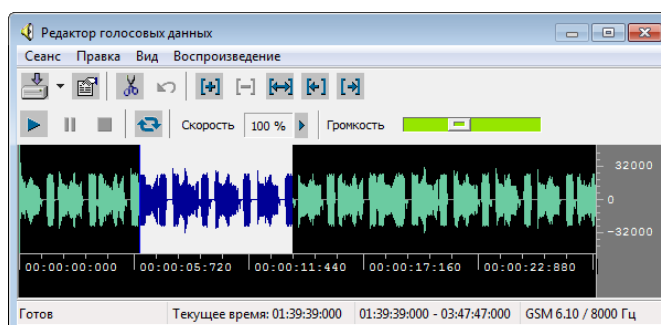 Редактор голосовых данных
Сеанс Правка Вид Воспроизведение
Скорость 100 % Громкость
32000
0
-32000
00:00:00:000 00:00:05:720 00:00:11:440 00:00:17:160 00:00:22:880
Готов Текущее время: 01:39:39:000 01:39:39:000 - 03:47:47:000 GSM 6.10 / 8000 Гц